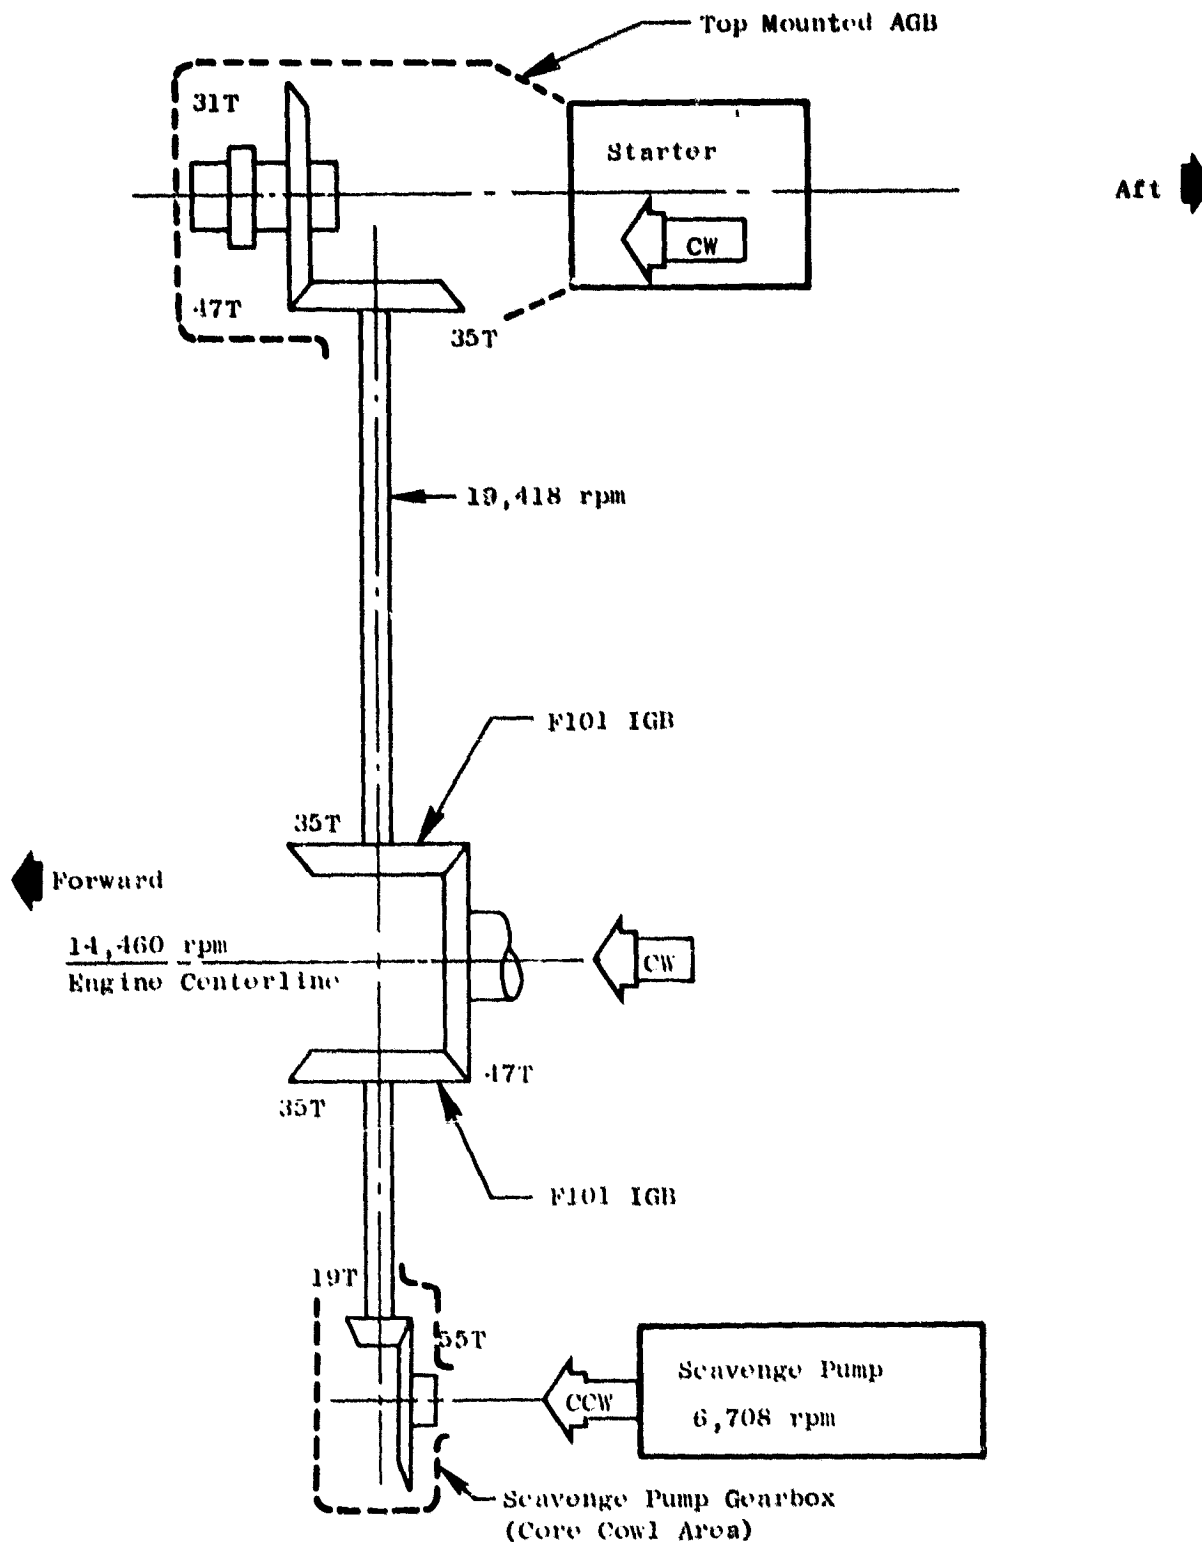 Top Mounted AGB
31T
Starter
Aft
CW
47T
35T
19,418 rpm
F101 IGB
35T
Forward
14,460 rpm
CW
Engine Centerline
47T
35T
F101 IGB
19T
55T
Scavenge Pump
CCW
6,708 rpm
Scavenge Pump Gearbox
(Core Cowl Area)